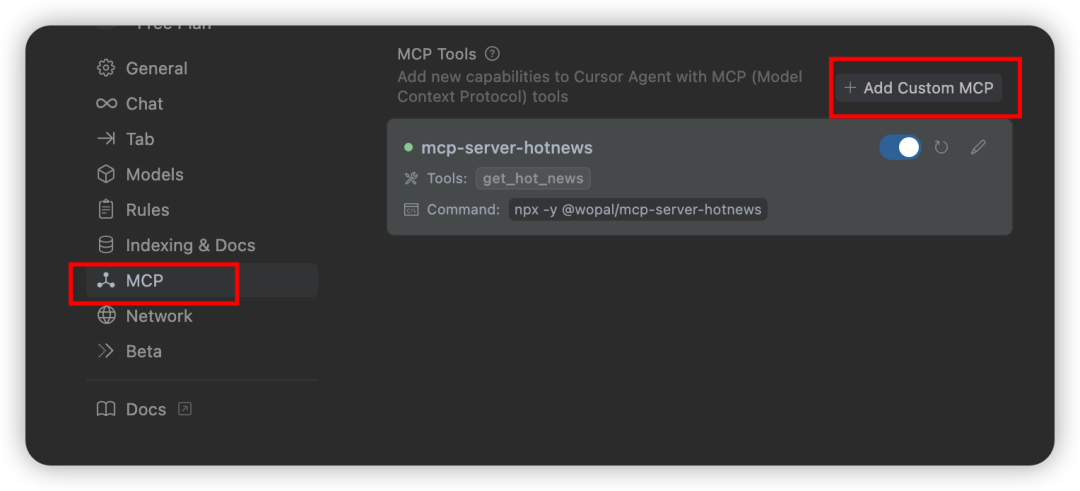 Free Plan
General
Chat
Tab
Models
Rules
Indexing & Docs
MCP
Network
Beta
Docs
MCP Tools
Add new capabilities to Cursor Agent with MCP (Model
Context Protocol) tools
+ Add Custom MCP
mcp-server-hotnews
Tools: get_hot_news
Command: npx -y @wopal/mcp-server-hotnews